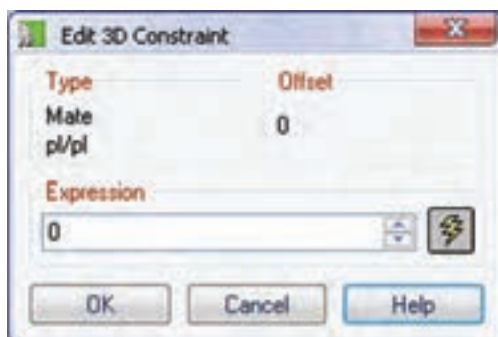 Edit 3D Constraint
Type
Offset
Mate
pl/pl
0
Expression
0
OK
Cancel
Help